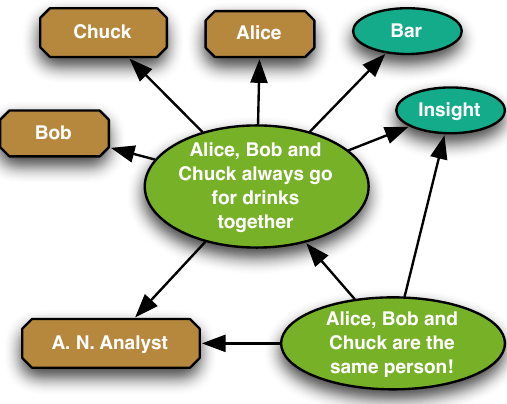 Chuck
Alice
Bar
Insight
Bob
Alice, Bob and
Chuck always go
for drinks
together
A. N. Analyst
Alice, Bob and
Chuck are the
same person!